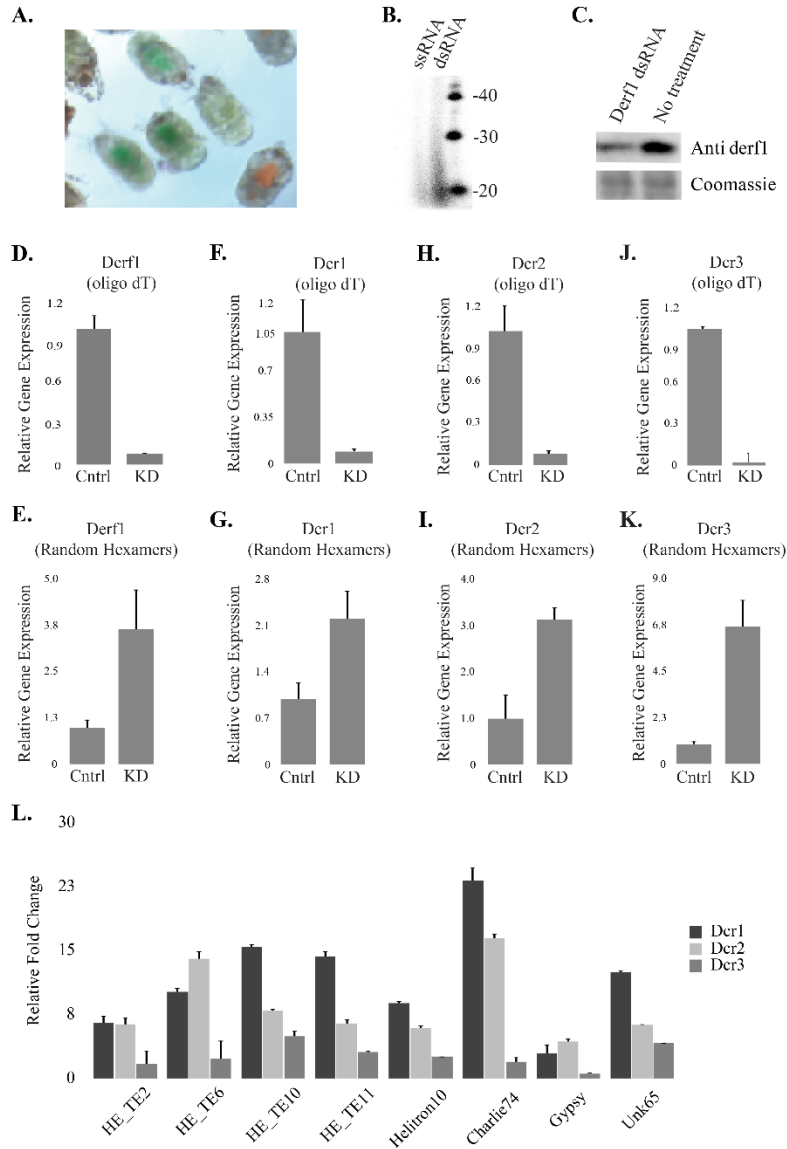 A.
B.
C.
ssRNA
dsRNA
-40
-30
-20
Derf1 dsRNA
No treatment
Anti derf1
Coomassie
D.
Derf1
(oligo dT)
Relative Gene Expression
1.2
0.9
0.6
0.3
0
Cntrl KD
F.
Dcr1
(oligo dT)
Relative Gene Expression
1.2
1.05
0.7
0.35
0
Cntrl KD
H.
Dcr2
(oligo dT)
Relative Gene Expression
1.2
0.9
0.6
0.3
0
Cntrl KD
J.
Dcr3
(oligo dT)
Relative Gene Expression
1.2
0.9
0.6
0.3
0
Cntrl KD
E.
Derf1
(Random Hexamers)
Relative Gene Expression
5.0
3.8
2.5
1.3
0
Cntrl KD
G.
Dcr1
(Random Hexamers)
Relative Gene Expression
2.8
2.1
1.4
0.7
0
Cntrl KD
I.
Dcr2
(Random Hexamers)
Relative Gene Expression
4.0
3.0
2.0
1.0
0
Cntrl KD
K.
Dcr3
(Random Hexamers)
Relative Gene Expression
9.0
6.8
4.5
2.3
0
Cntrl KD
L.
Relative Fold Change
30
23
15
8
0
Dcr1
Dcr2
Dcr3
HE_TE2
HE_TE6
HE_TE10
HE_TE11
Helitron10
Charlie74
Gypsy
Unk65